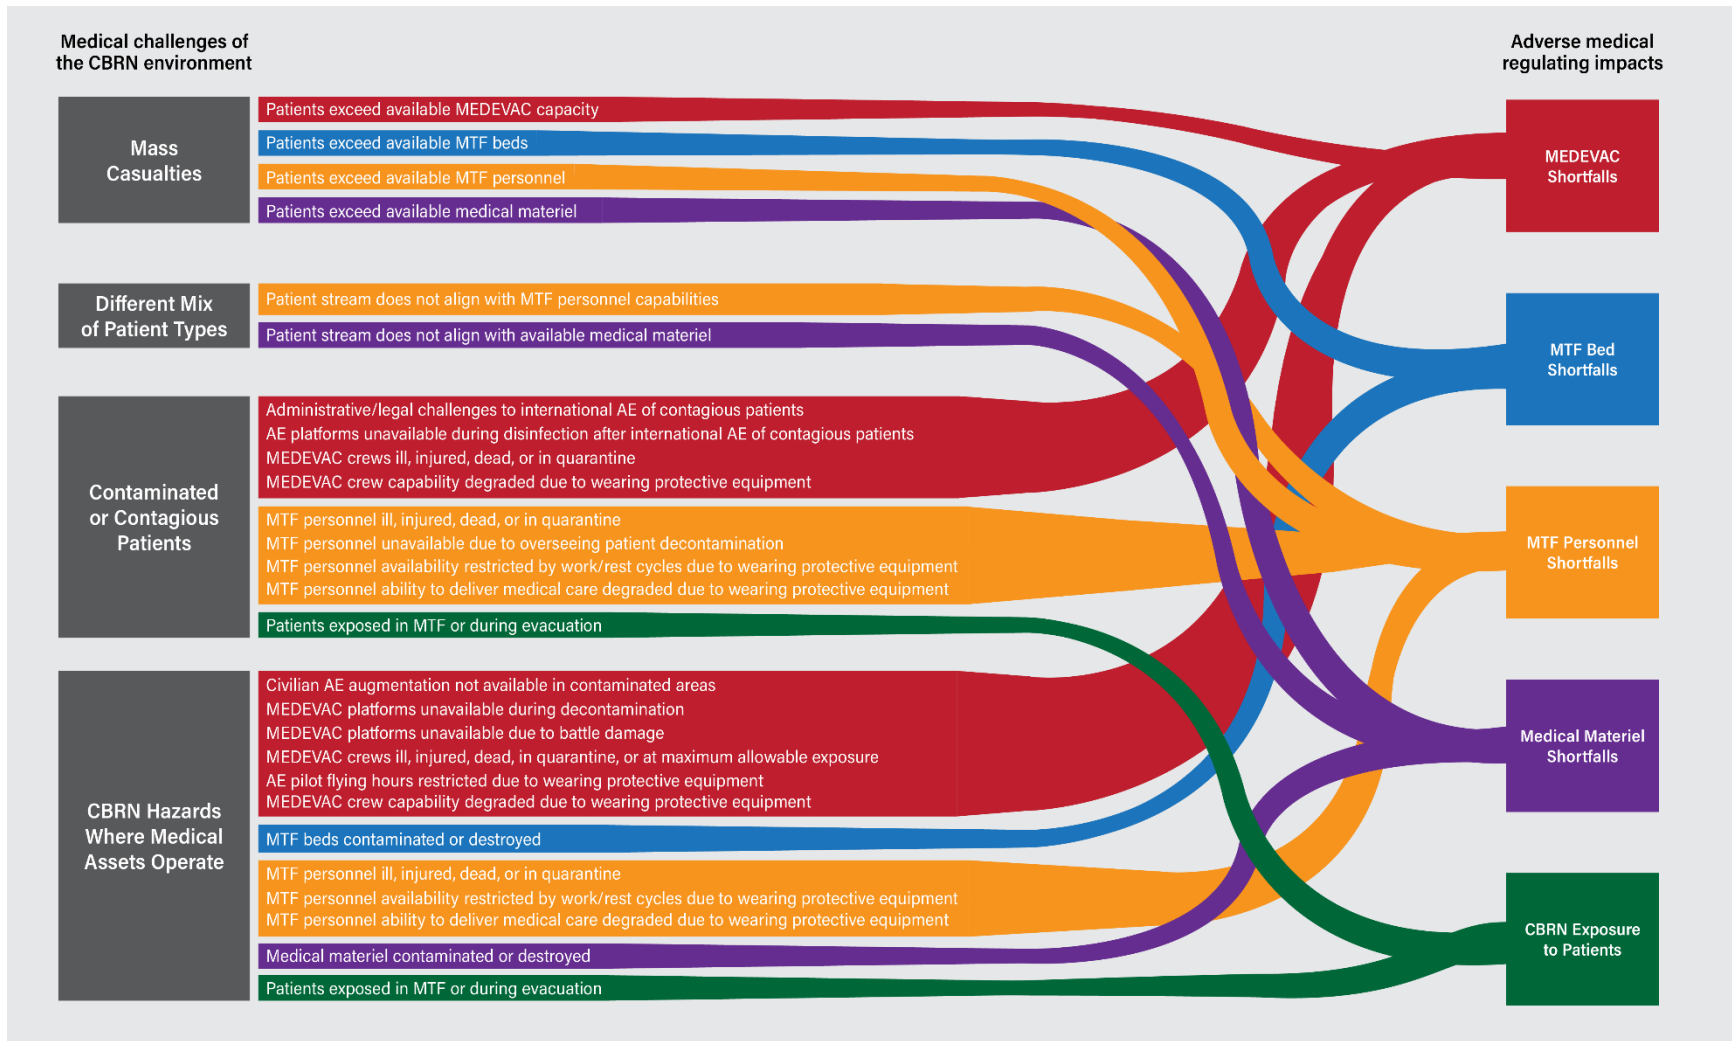 Medical challenges of
the CBRN environment
Adverse medical
regulating impacts
Mass
Casualties
Patients exceed available MEDEVAC capacity
Patients exceed available MTF beds
Patients exceed available MTF personnel
Patients exceed available medical materiel
Different Mix
of Patient Types
Patient stream does not align with MTF personnel capabilities
Patient stream does not align with available medical materiel
Contaminated
or Contagious
Patients
Administrative/legal challenges to international AE of contagious patients
AE platforms unavailable during disinfection after international AE of contagious patients
MEDEVAC crews ill, injured, dead, or in quarantine
MEDEVAC crew capability degraded due to wearing protective equipment
MTF personnel ill, injured, dead, or in quarantine
MTF personnel unavailable due to overseeing patient decontamination
MTF personnel availability restricted by work/rest cycles due to wearing protective equipment
MTF personnel ability to deliver medical care degraded due to wearing protective equipment
Patients exposed in MTF or during evacuation
CBRN Hazards
Where Medical
Assets Operate
Civilian AE augmentation not available in contaminated areas
MEDEVAC platforms unavailable during decontamination
MEDEVAC platforms unavailable due to battle damage
MEDEVAC crews ill, injured, dead, in quarantine, or at maximum allowable exposure
AE pilot flying hours restricted due to wearing protective equipment
MEDEVAC crew capability degraded due to wearing protective equipment
MTF beds contaminated or destroyed
MTF personnel ill, injured, dead, or in quarantine
MTF personnel availability restricted by work/rest cycles due to wearing protective equipment
MTF personnel ability to deliver medical care degraded due to wearing protective equipment
Medical materiel contaminated or destroyed
Patients exposed in MTF or during evacuation
MEDEVAC
Shortfalls
MTF Bed
Shortfalls
MTF Personnel
Shortfalls
Medical Materiel
Shortfalls
CBRN Exposure
to Patients